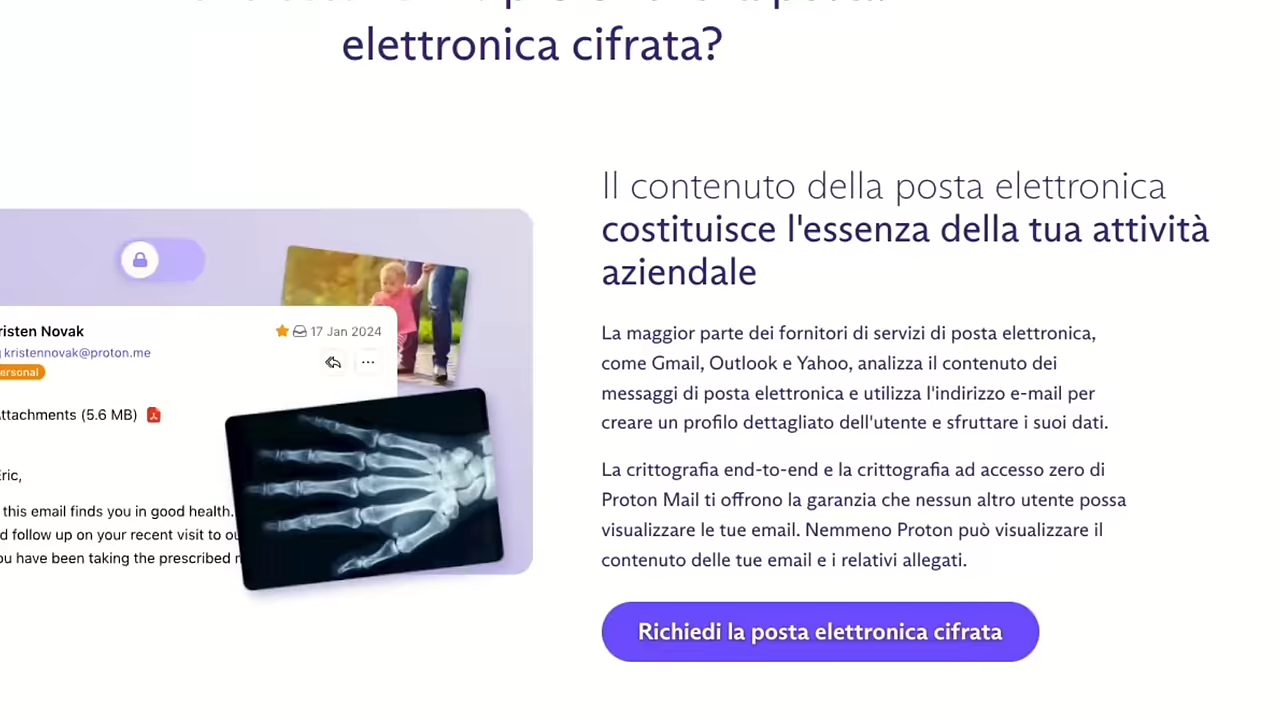 elettronica cifrata?
Il contenuto della posta elettronica
costituisce l'essenza della tua attività
aziendale
La maggior parte dei fornitori di servizi di posta elettronica,
come Gmail, Outlook e Yahoo, analizza il contenuto dei
messaggi di posta elettronica e utilizza l'indirizzo e-mail per
creare un profilo dettagliato dell'utente e sfruttare i suoi dati.
La crittografia end-to-end e la crittografia ad accesso zero di
Proton Mail ti offrono la garanzia che nessun altro utente possa
visualizzare le tue email. Nemmeno Proton può visualizzare il
contenuto delle tue email e i relativi allegati.
Richiedi la posta elettronica cifrata
risten Novak
17 Jan 2024
kristennovak@proton.me
ersonal
ttachments (5.6 MB)
ric,
this email finds you in good health.
d follow up on your recent visit to ou
ou have been taking the prescribed